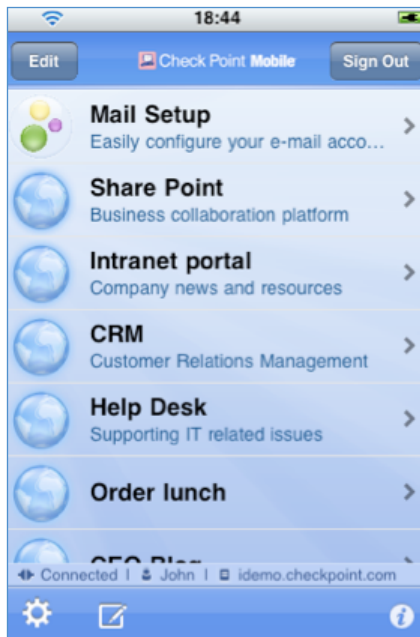 18:44
Edit
Check Point Mobile
Sign Out
Mail Setup
Easily configure your e-mail acco...
Share Point
Business collaboration platform
Intranet portal
Company news and resources
CRM
Customer Relations Management
Help Desk
Supporting IT related issues
Order lunch
CEO Blog
Connected | John | idemo.checkpoint.com